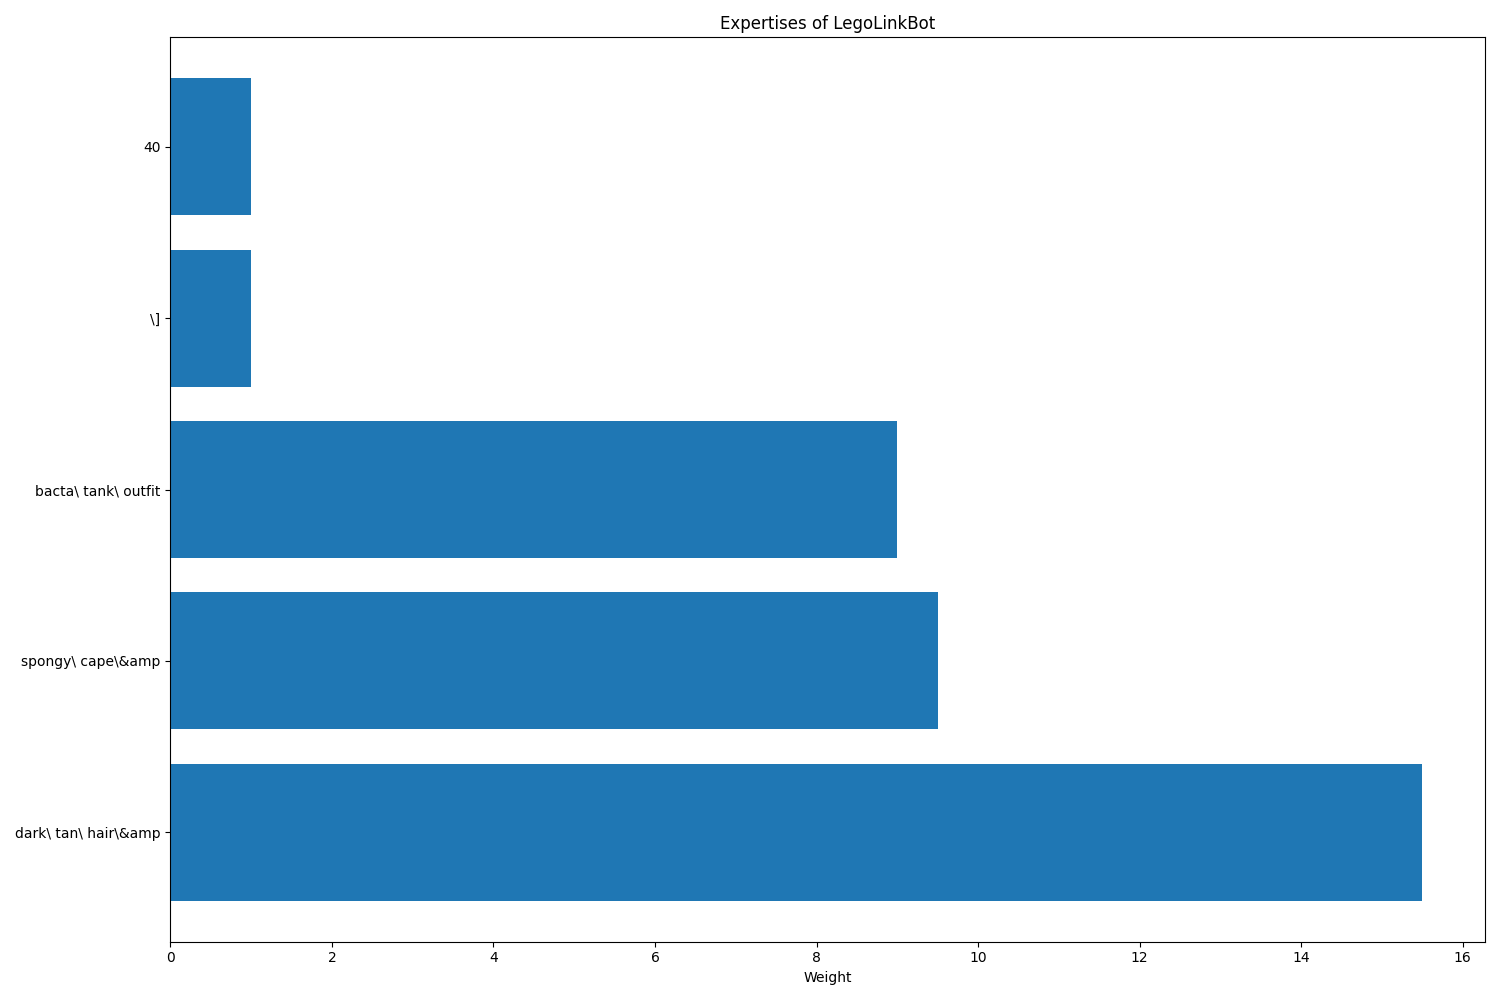 Expertises of LegoLinkBot
40
\]
bacta\ tank\ outfit
spongy\ cape\&amp
dark\ tan\ hair\&amp
0 2 4 6 8 10 12 14 16
Weight